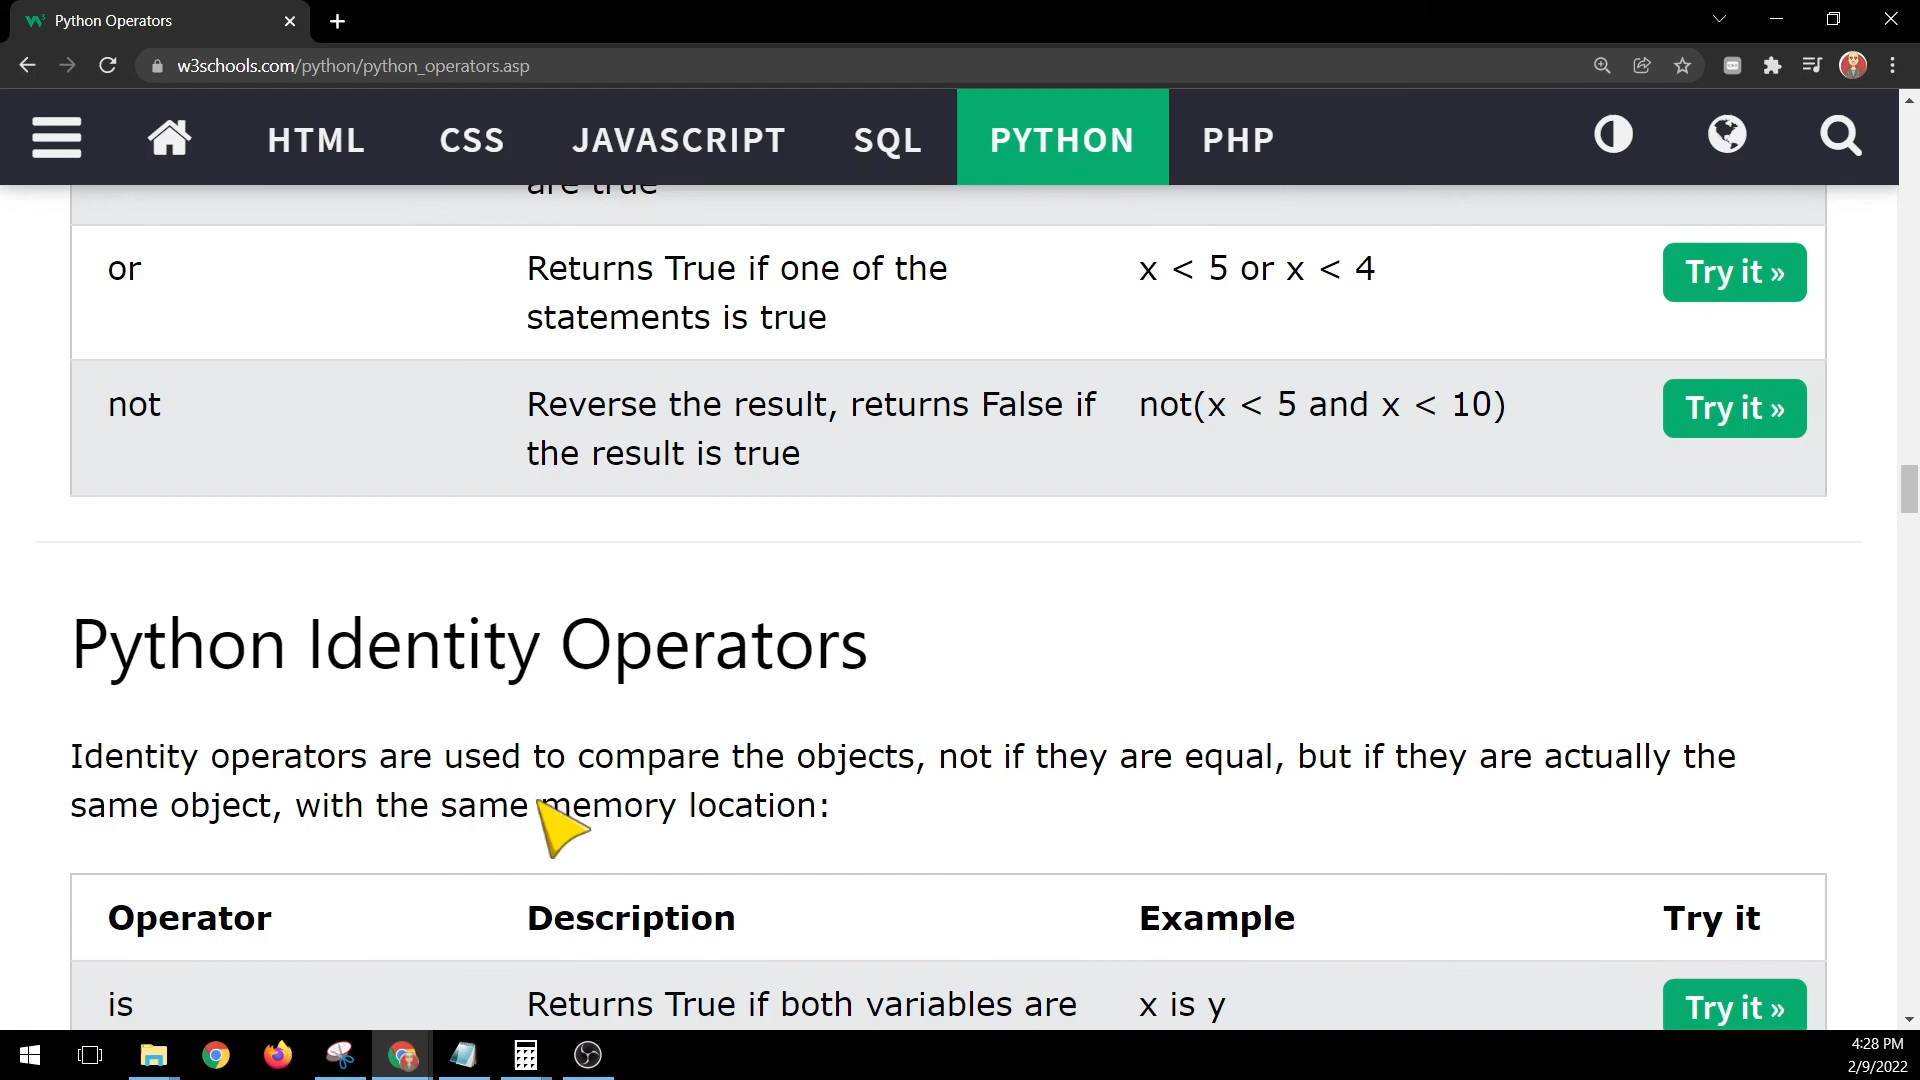 Python Operators
w3schools.com/python/python_operators.asp
HTML CSS JAVASCRIPT SQL PYTHON PHP
are true
or Returns True if one of the x < 5 or x < 4 Try it »
statements is true
not Reverse the result, returns False if not(x < 5 and x < 10) Try it »
the result is true
Python Identity Operators
Identity operators are used to compare the objects, not if they are equal, but if they are actually the
same object, with the same memory location:
Operator Description Example Try it
is Returns True if both variables are x is y Try it »
4:28 PM
2/9/2022